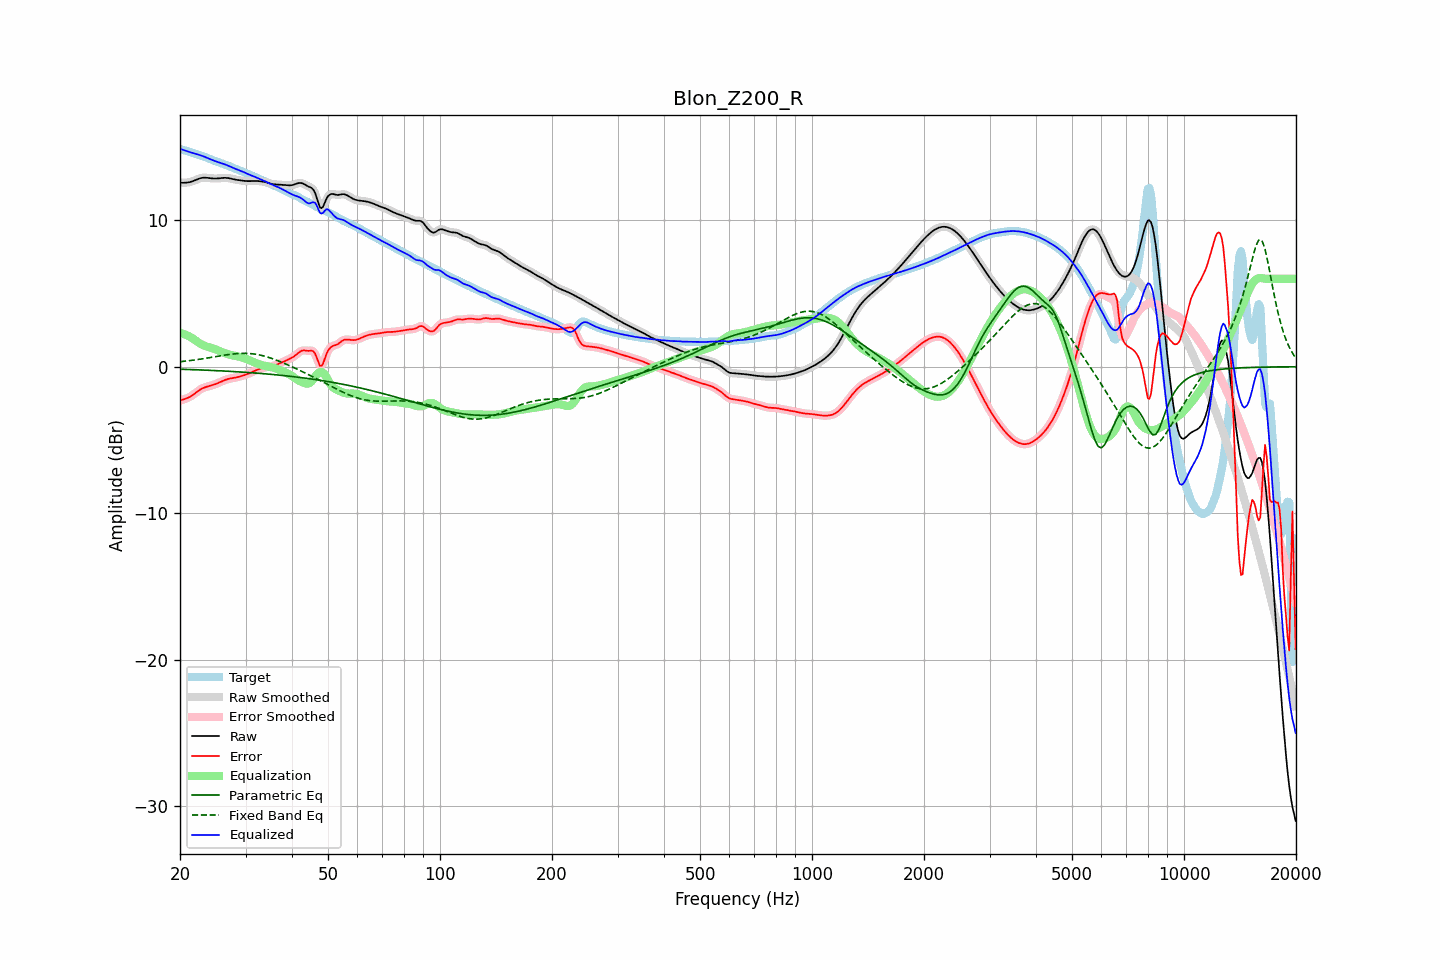 Blon_Z200_R
Amplitude (dBr)
10
0
−10
−20
−30
Target
Raw Smoothed
Error Smoothed
Raw
Error
Equalization
Parametric Eq
Fixed Band Eq
Equalized
20 50 100 200 500 1000 2000 5000 10000 20000
Frequency (Hz)